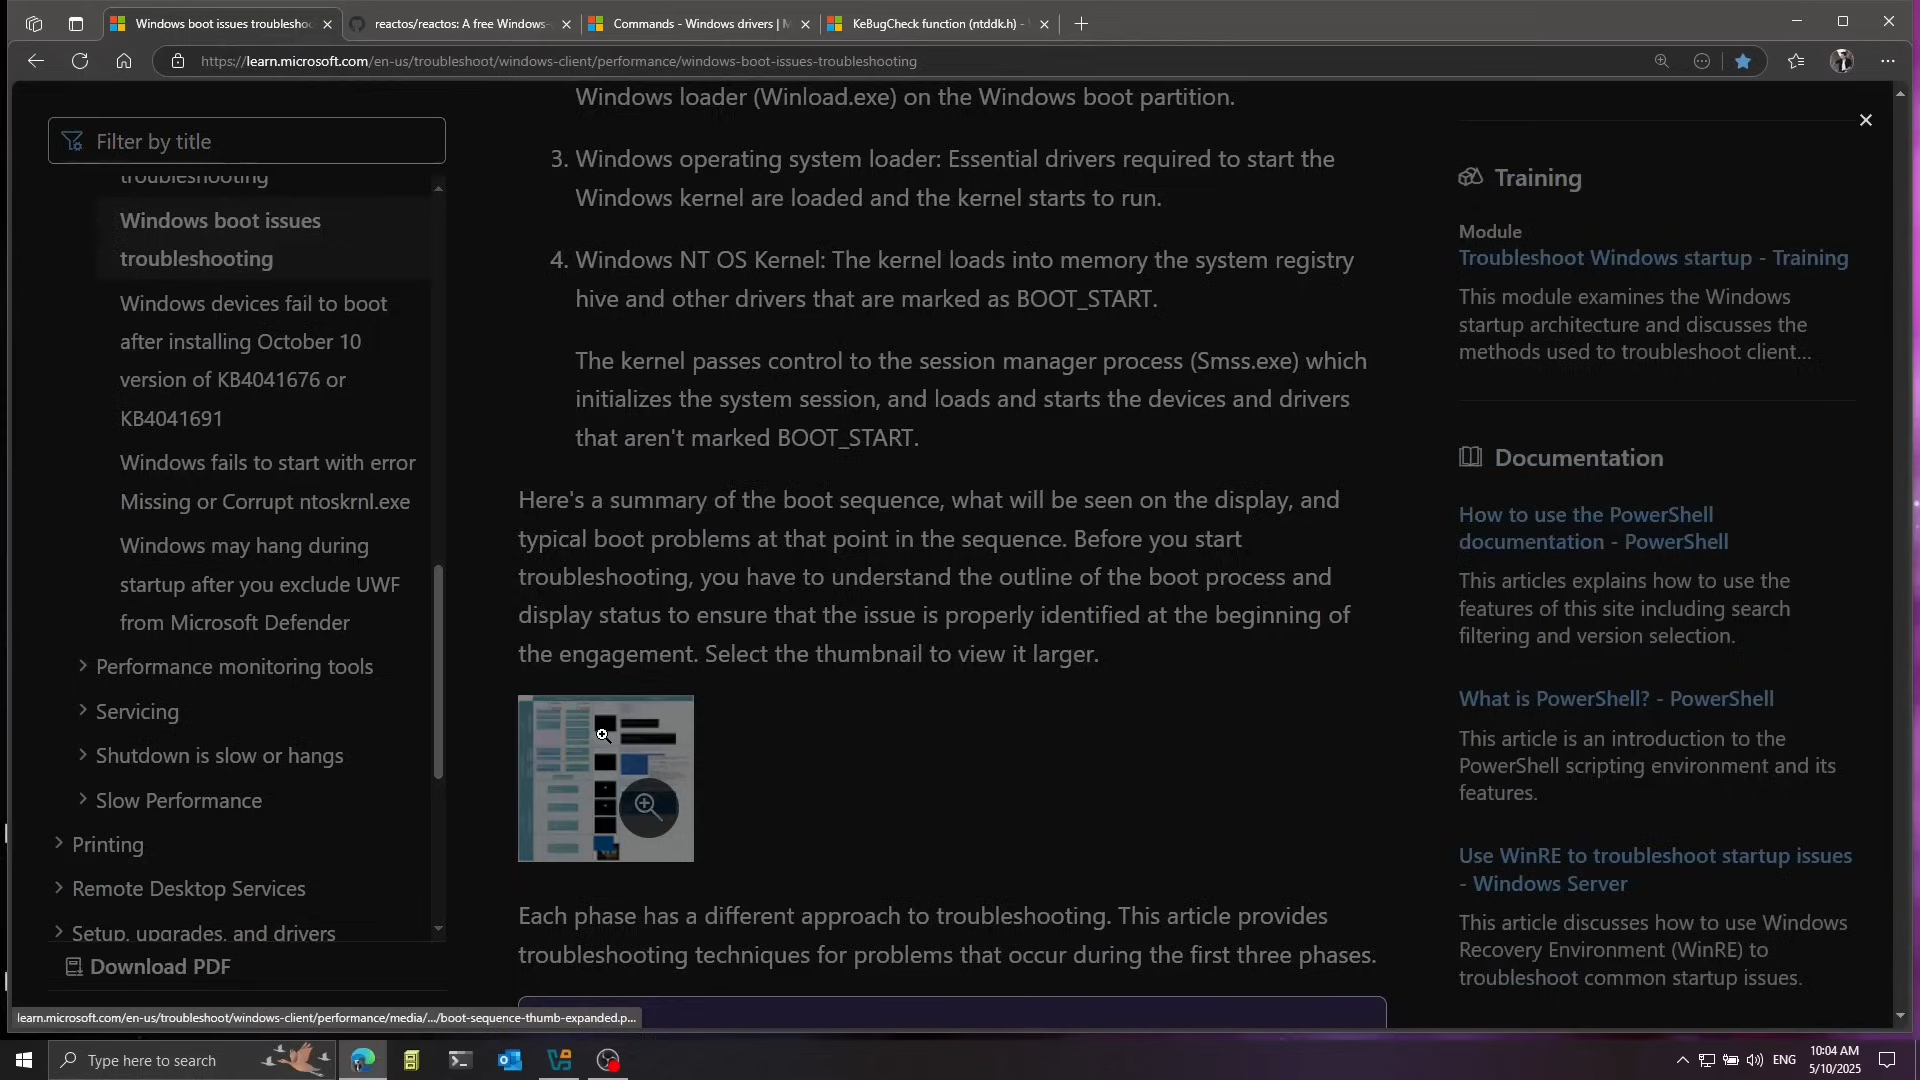 Windows boot issues troublesho
reactos/reactos: A free Windows-
Commands - Windows drivers | M
KeBugCheck function (ntddk.h) -
https://learn.microsoft.com/en-us/troubleshoot/windows-client/performance/windows-boot-issues-troubleshooting
Filter by title
troubleshooting
Windows boot issues
troubleshooting
Windows devices fail to boot
after installing October 10
version of KB4041676 or
KB4041691
Windows fails to start with error
Missing or Corrupt ntoskrnl.exe
Windows may hang during
startup after you exclude UWF
from Microsoft Defender
Performance monitoring tools
Servicing
Shutdown is slow or hangs
Slow Performance
Printing
Remote Desktop Services
Setup, upgrades, and drivers
Download PDF
Windows loader (Winload.exe) on the Windows boot partition.
3. Windows operating system loader: Essential drivers required to start the
Windows kernel are loaded and the kernel starts to run.
4. Windows NT OS Kernel: The kernel loads into memory the system registry
hive and other drivers that are marked as BOOT_START.
The kernel passes control to the session manager process (Smss.exe) which
initializes the system session, and loads and starts the devices and drivers
that aren't marked BOOT_START.
Here's a summary of the boot sequence, what will be seen on the display, and
typical boot problems at that point in the sequence. Before you start
troubleshooting, you have to understand the outline of the boot process and
display status to ensure that the issue is properly identified at the beginning of
the engagement. Select the thumbnail to view it larger.
Each phase has a different approach to troubleshooting. This article provides
troubleshooting techniques for problems that occur during the first three phases.
Training
Module
Troubleshoot Windows startup - Training
This module examines the Windows
startup architecture and discusses the
methods used to troubleshoot client...
Documentation
How to use the PowerShell
documentation - PowerShell
This articles explains how to use the
features of this site including search
filtering and version selection.
What is PowerShell? - PowerShell
This article is an introduction to the
PowerShell scripting environment and its
features.
Use WinRE to troubleshoot startup issues
- Windows Server
This article discusses how to use Windows
Recovery Environment (WinRE) to
troubleshoot common startup issues.
learn.microsoft.com/en-us/troubleshoot/windows-client/performance/media/.../boot-sequence-thumb-expanded.p...
Type here to search
ENG
10:04 AM
5/10/2025